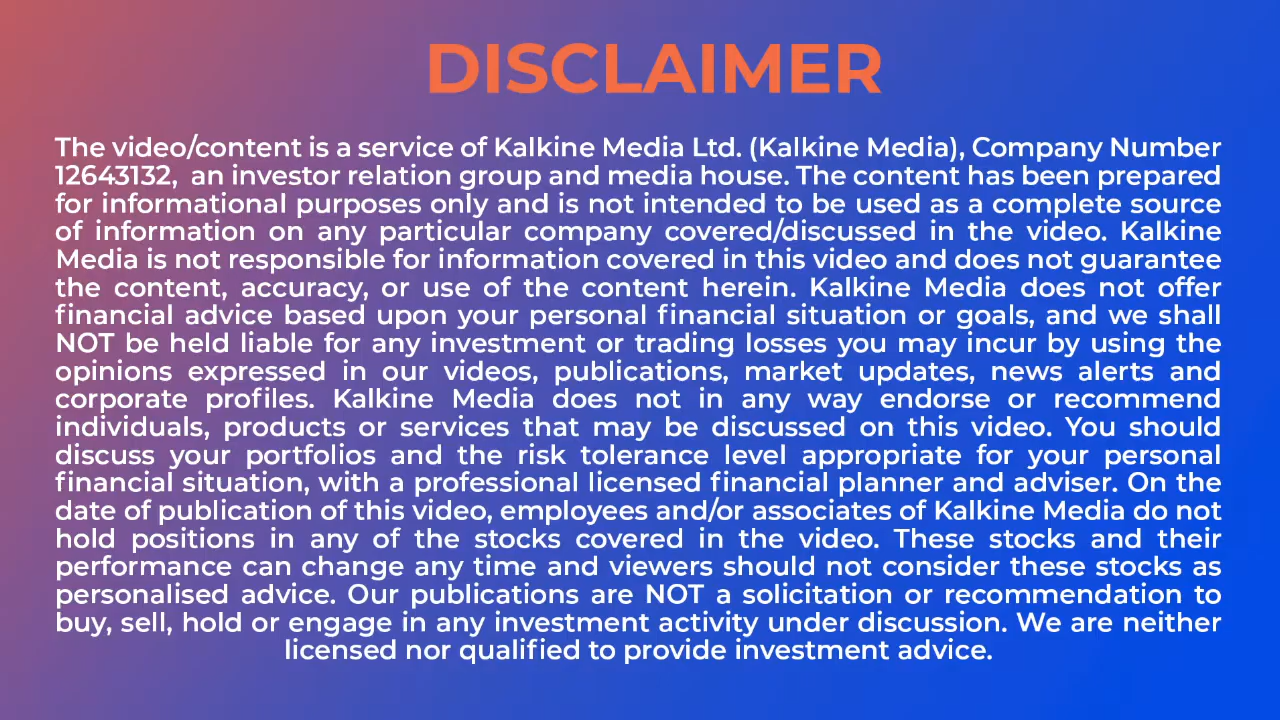 DISCLAIMER
The video/content is a service of Kalkine Media Ltd. (Kalkine Media), Company Number
12643132, an investor relation group and media house. The content has been prepared
for informational purposes only and is not intended to be used as a complete source
of information on any particular company covered/discussed in the video. Kalkine
Media is not responsible for information covered in this video and does not guarantee
the content, accuracy, or use of the content herein. Kalkine Media does not offer
financial advice based upon your personal financial situation or goals, and we shall
NOT be held liable for any investment or trading losses you may incur by using the
opinions expressed in our videos, publications, market updates, news alerts and
corporate profiles. Kalkine Media does not in any way endorse or recommend
individuals, products or services that may be discussed on this video. You should
discuss your portfolios and the risk tolerance level appropriate for your personal
financial situation, with a professional licensed financial planner and adviser. On the
date of publication of this video, employees and/or associates of Kalkine Media do not
hold positions in any of the stocks covered in the video. These stocks and their
performance can change any time and viewers should not consider these stocks as
personalised advice. Our publications are NOT a solicitation or recommendation to
buy, sell, hold or engage in any investment activity under discussion. We are neither
licensed nor qualified to provide investment advice.